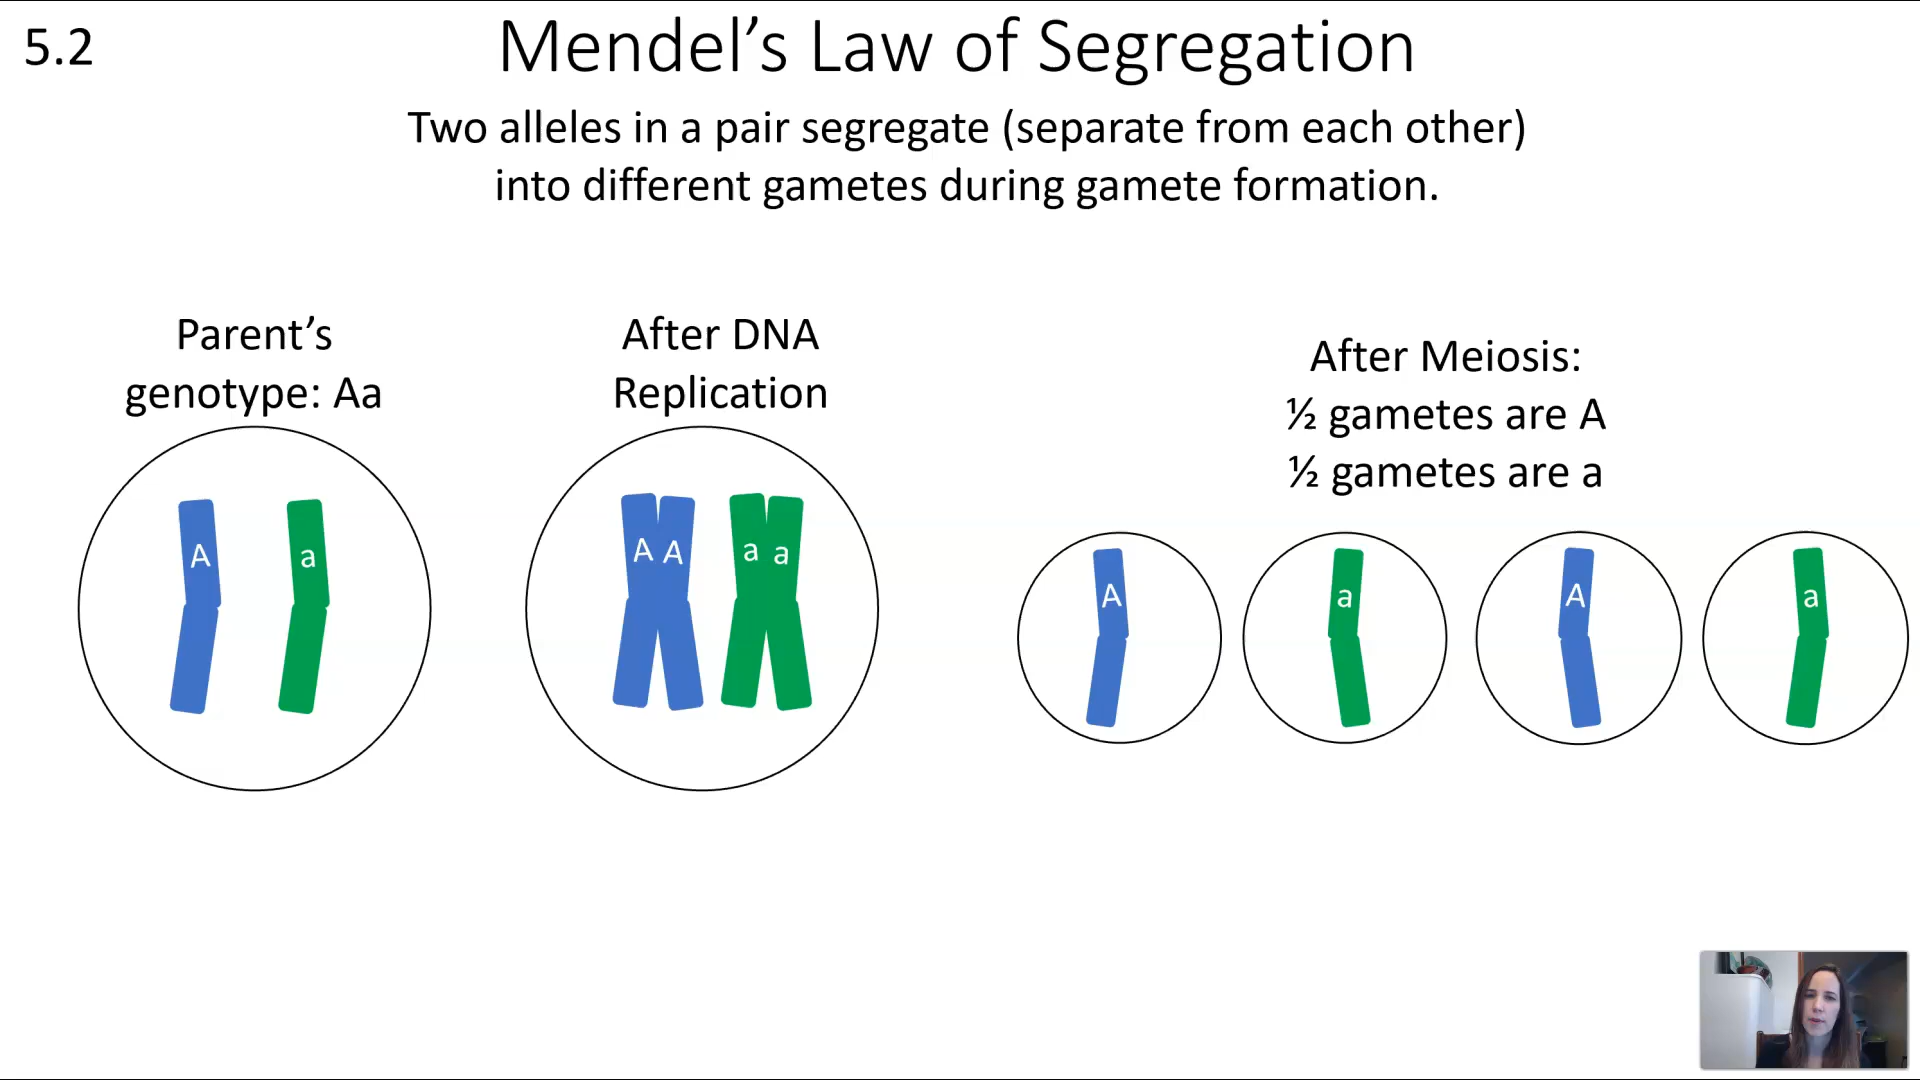 5.2
Mendel’s Law of Segregation
Two alleles in a pair segregate (separate from each other)
into different gametes during gamete formation.
Parent’s
genotype: Aa
After DNA
Replication
After Meiosis:
½ gametes are A
½ gametes are a
A a
A A a a
A a A a